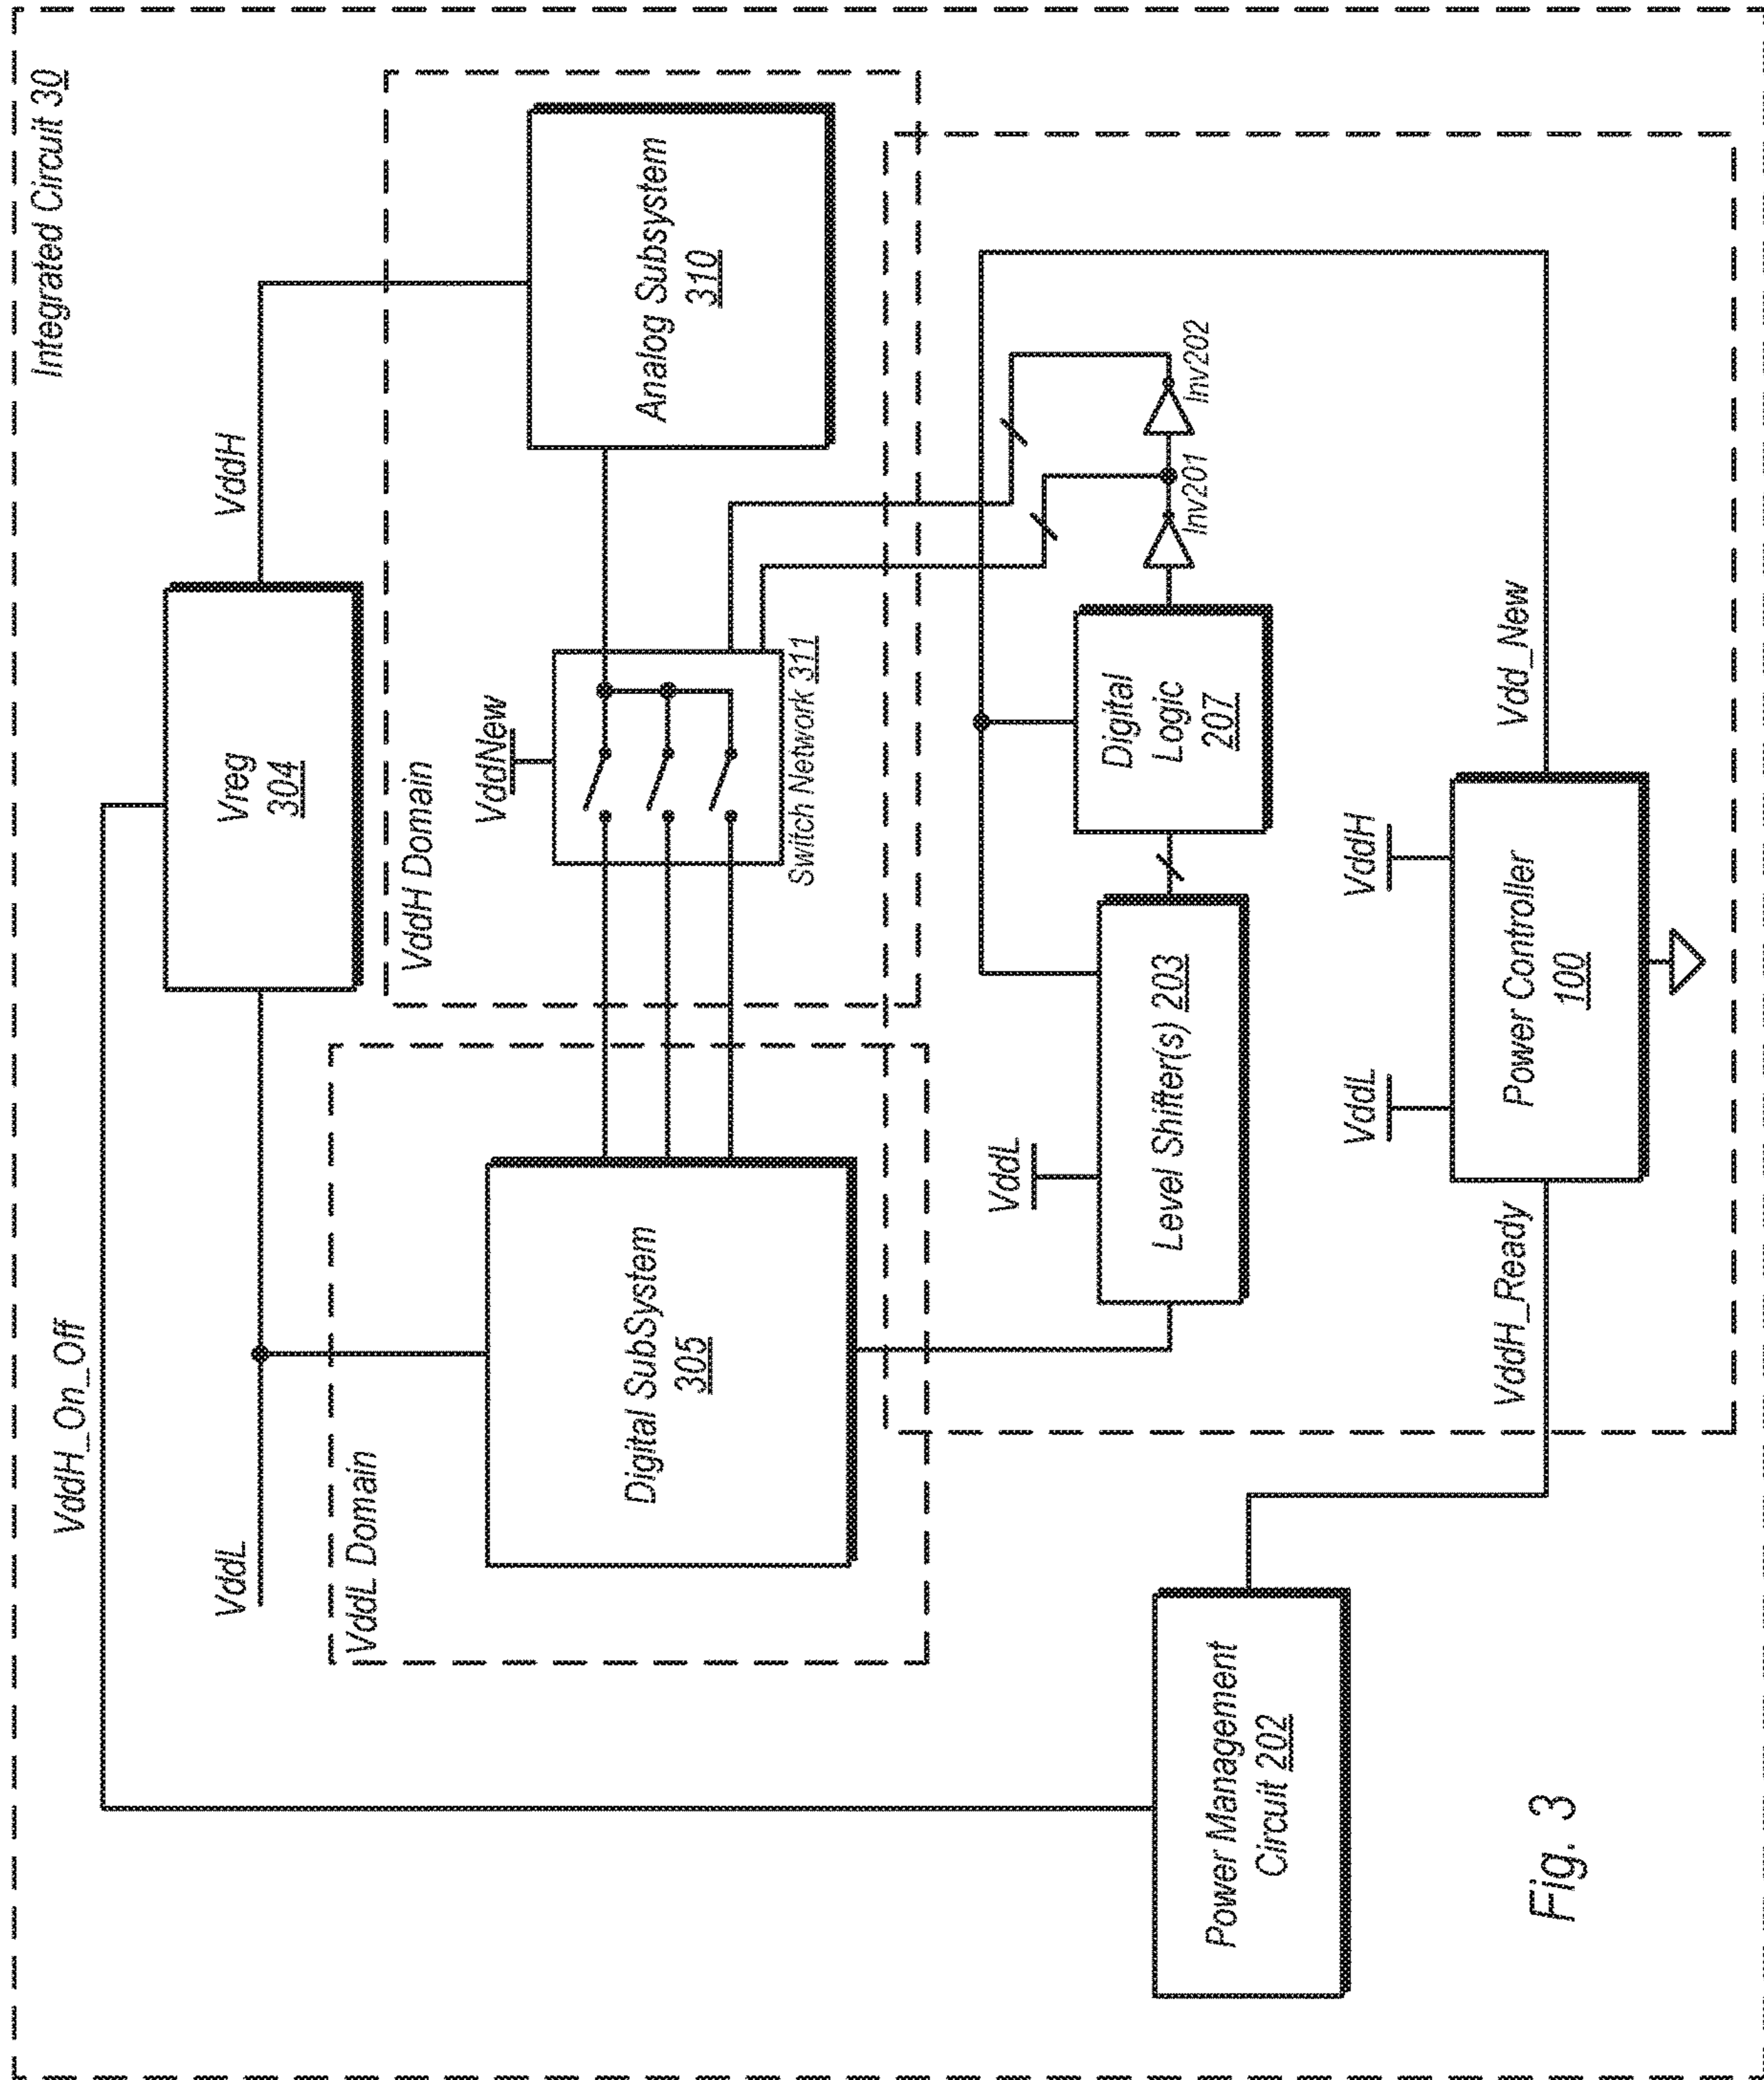 Integrated Circuit 30
VddH_On_Off
VddL
Vreg
304
VddH
VddL Domain
VddH Domain
Digital SubSystem
305
VddNew
Switch Network 311
Analog Subsystem
310
VddL
Level Shifter(s) 203
Digital
Logic
207
Inv201
Inv202
Power Management
Circuit 202
VddL
VddH
VddH_Ready
Power Controller
100
Vdd_New
Fig. 3